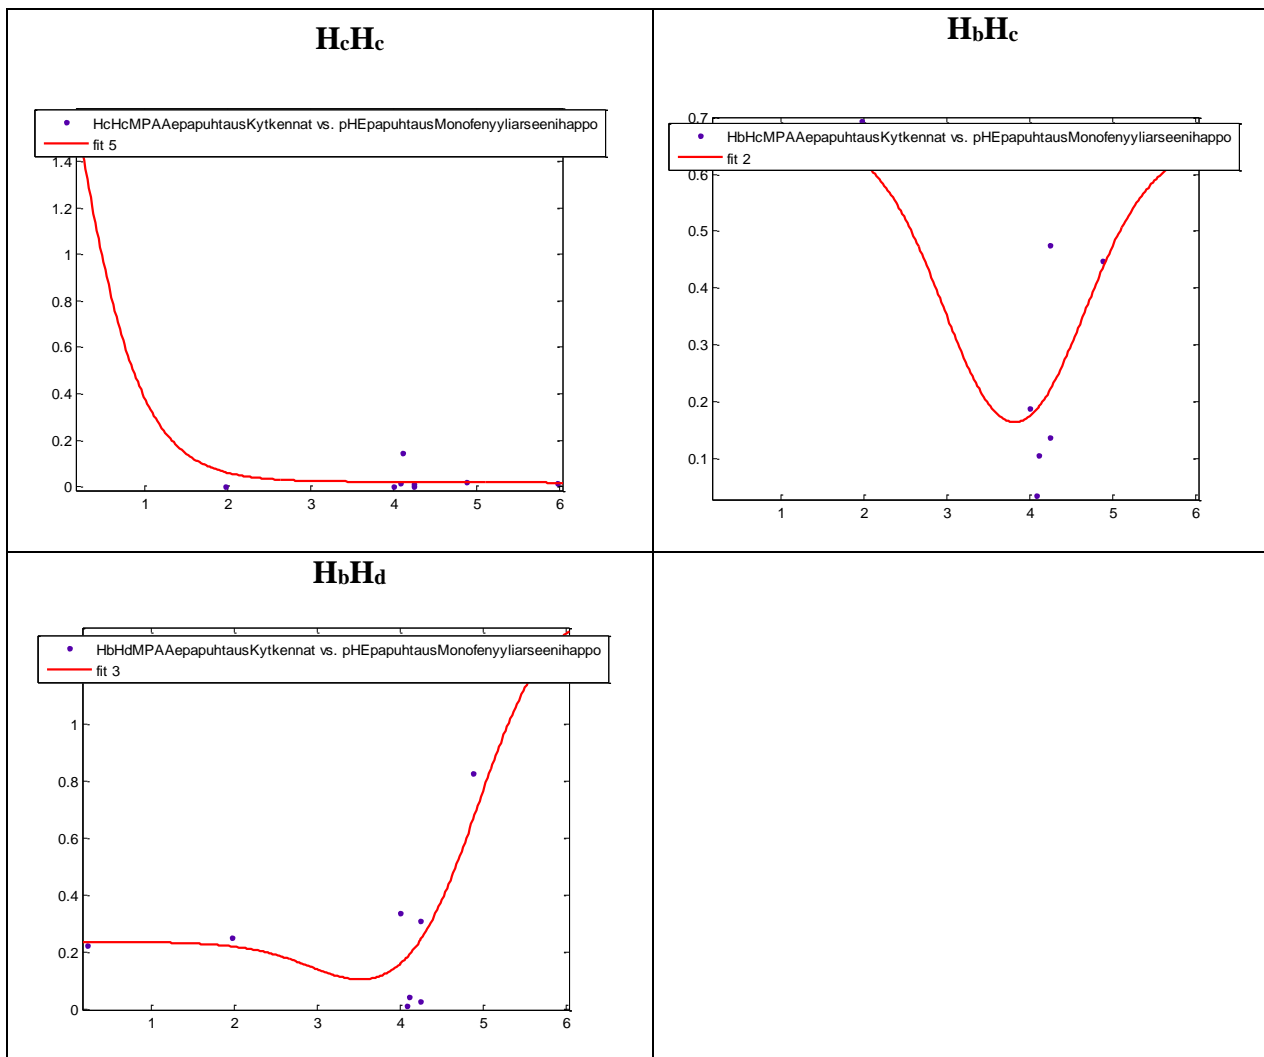 HcHc
HcHcMPAAepapuhtausKytkennat vs. pHEpapuhtausMonofenyyliarseenihappo
fit 5
1.4
1.2
1
0.8
0.6
0.4
0.2
0
1 2 3 4 5 6
HbHc
0.7
HbHcMPAAepapuhtausKytkennat vs. pHEpapuhtausMonofenyyliarseenihappo
fit 2
0.6
0.5
0.4
0.3
0.2
0.1
1 2 3 4 5 6
HbHd
HbHdMPAAepapuhtausKytkennat vs. pHEpapuhtausMonofenyyliarseenihappo
fit 3
1
0.8
0.6
0.4
0.2
0
1 2 3 4 5 6